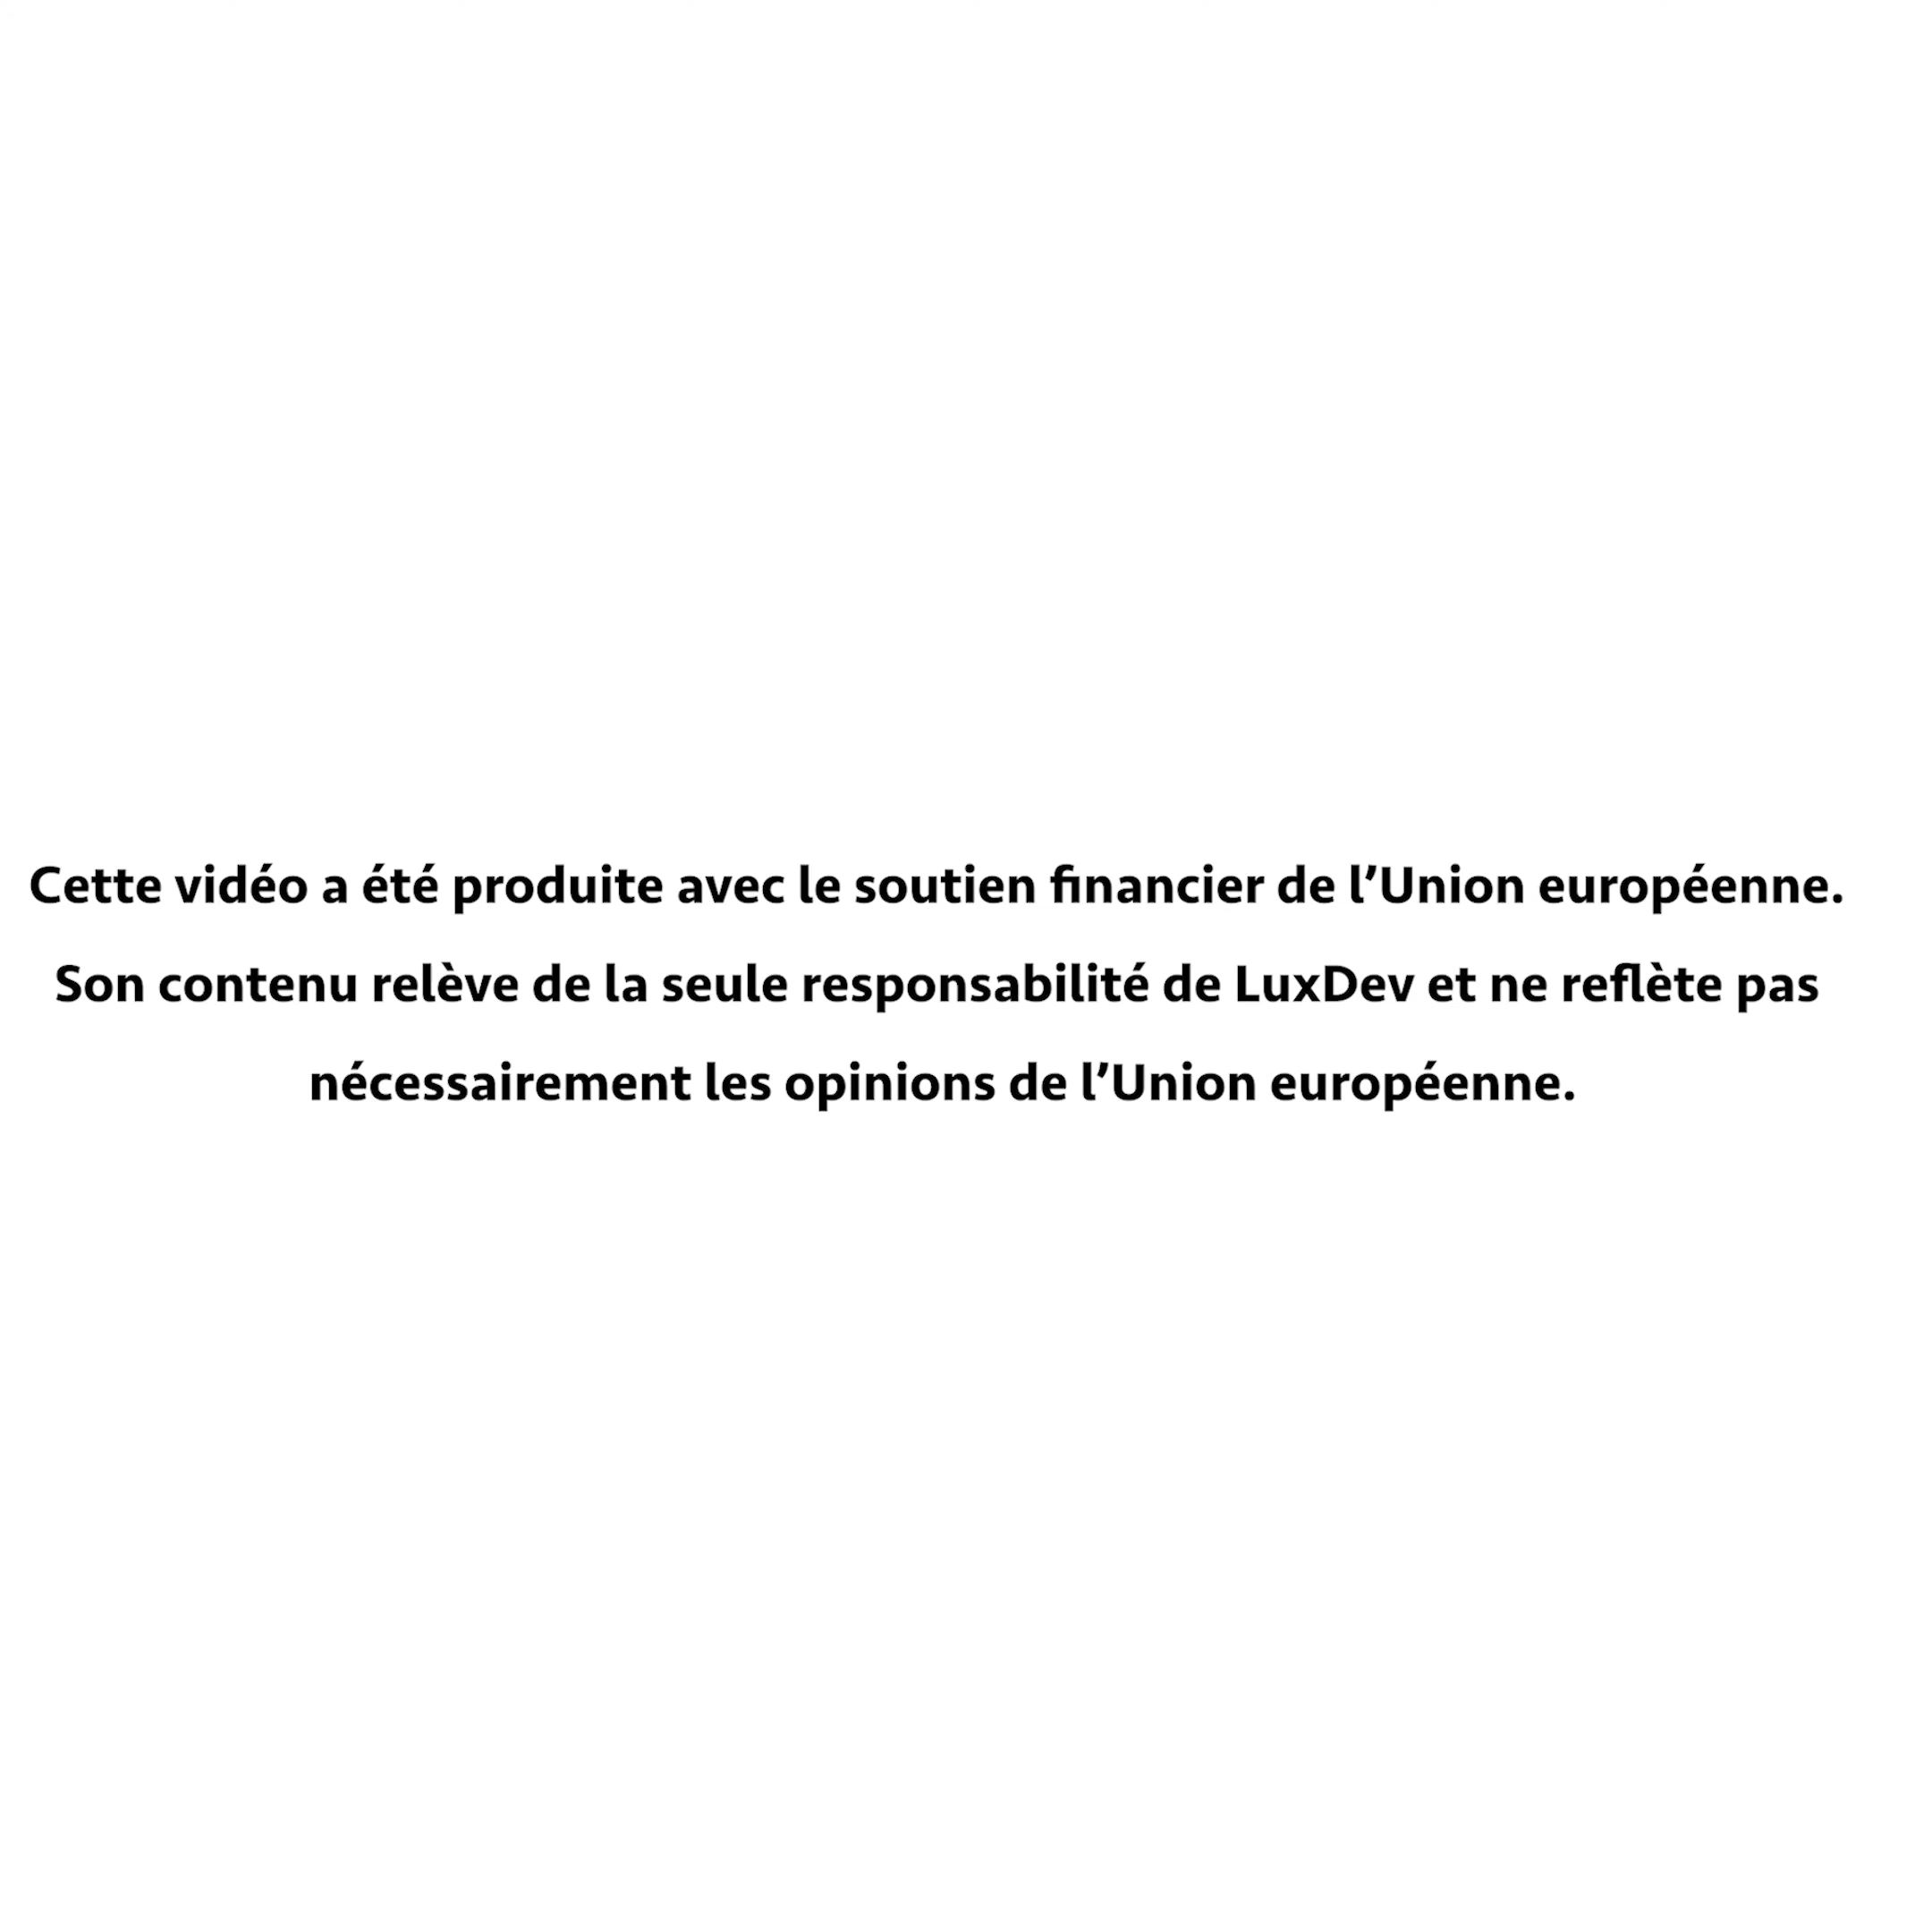 Cette vidéo a été produite avec le soutien financier de l’Union européenne.
Son contenu relève de la seule responsabilité de LuxDev et ne reflète pas
nécessairement les opinions de l’Union européenne.